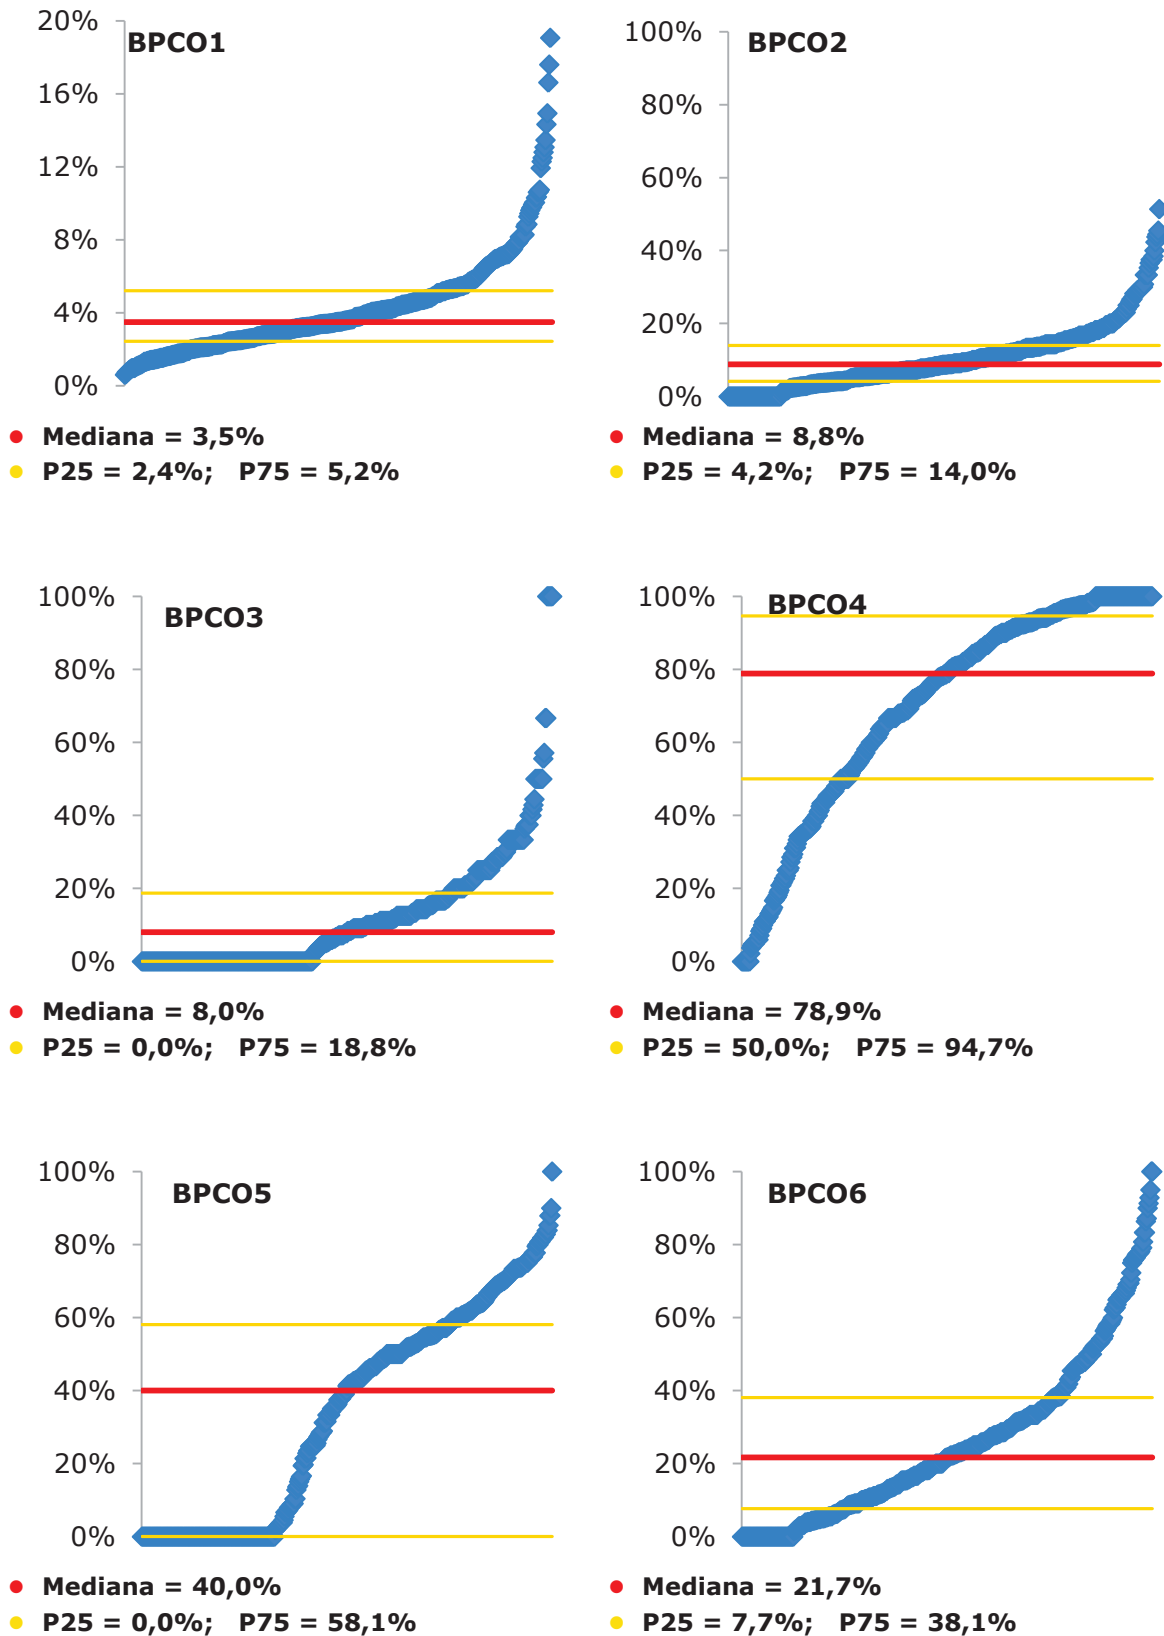 BPCO1
20%
16%
12%
8%
4%
0%
Mediana = 3,5%
P25 = 2,4%; P75 = 5,2%
BPCO2
100%
80%
60%
40%
20%
0%
Mediana = 8,8%
P25 = 4,2%; P75 = 14,0%
BPCO3
100%
80%
60%
40%
20%
0%
Mediana = 8,0%
P25 = 0,0%; P75 = 18,8%
BPCO4
100%
80%
60%
40%
20%
0%
Mediana = 78,9%
P25 = 50,0%; P75 = 94,7%
BPCO5
100%
80%
60%
40%
20%
0%
Mediana = 40,0%
P25 = 0,0%; P75 = 58,1%
BPCO6
100%
80%
60%
40%
20%
0%
Mediana = 21,7%
P25 = 7,7%; P75 = 38,1%